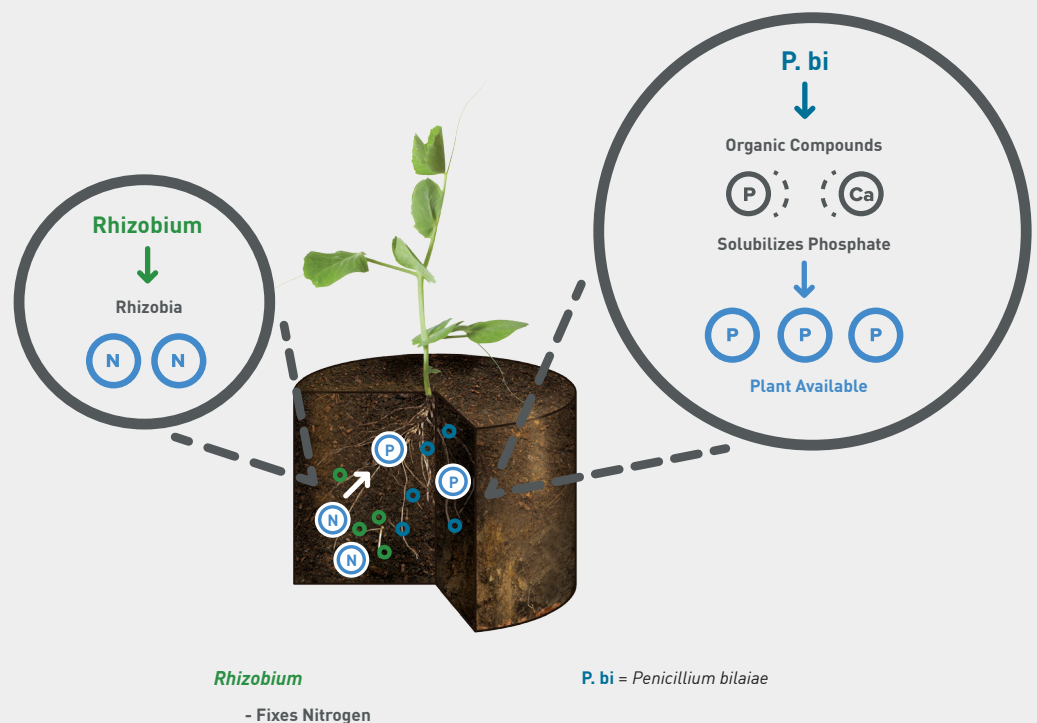 P. bi
Organic Compounds
P Ca
Solubilizes Phosphate
P P P
Plant Available
Rhizobium
Rhizobia
N N
P
P
N
N
Rhizobium
- Fixes Nitrogen
P. bi = Penicillium bilaiae